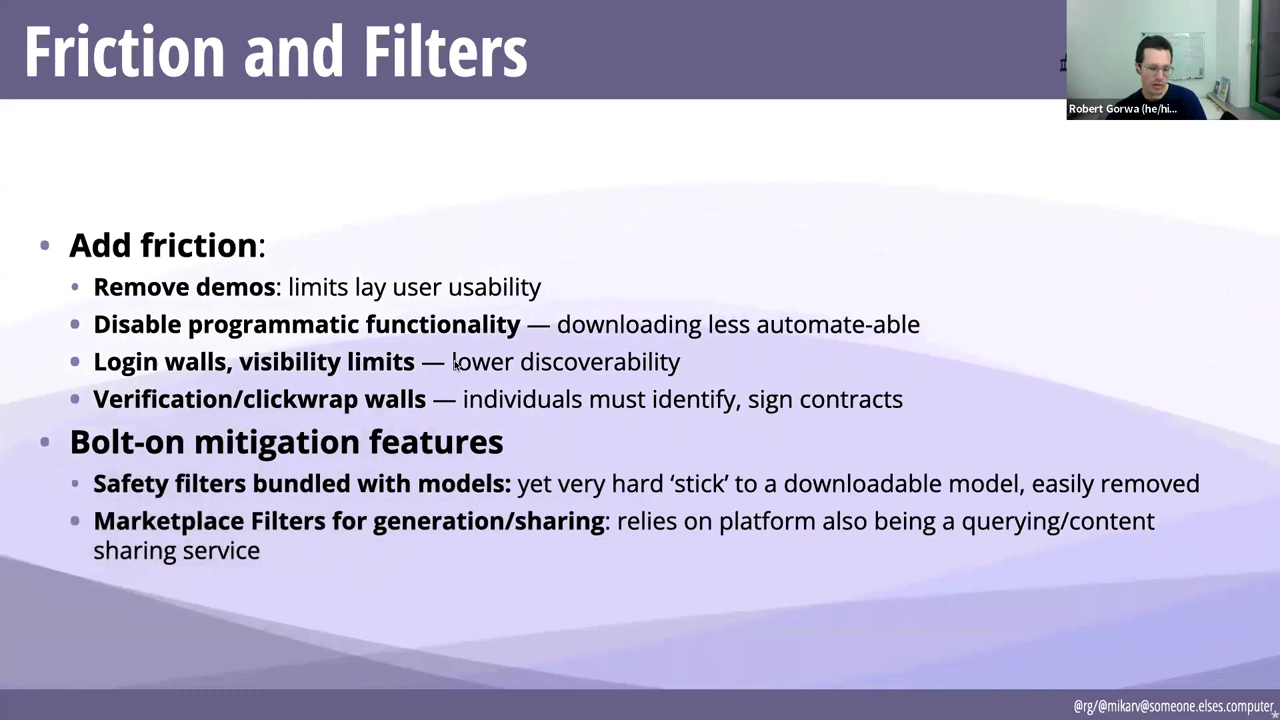 Friction and Filters
Robert Gorwa (he/hi...
Add friction:
Remove demos: limits lay user usability
Disable programmatic functionality — downloading less automate-able
Login walls, visibility limits — lower discoverability
Verification/clickwrap walls — individuals must identify, sign contracts
Bolt-on mitigation features
Safety filters bundled with models: yet very hard ‘stick’ to a downloadable model, easily removed
Marketplace Filters for generation/sharing: relies on platform also being a querying/content
sharing service
@rg/@mikarv@someone.elses.computer